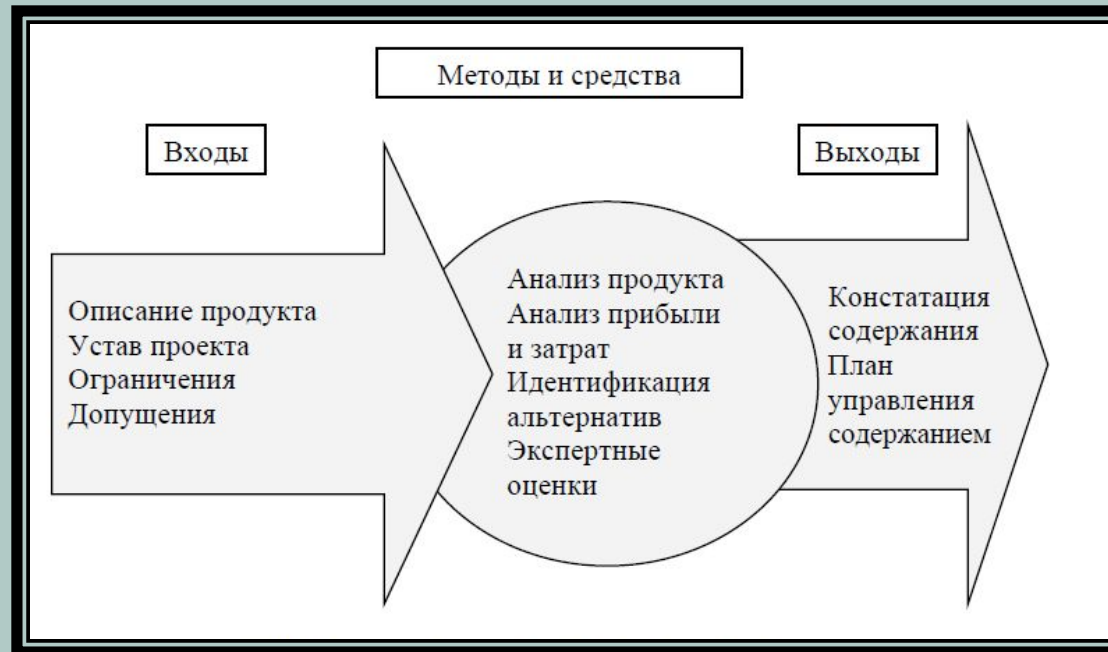 Методы и средства
Входы
Выходы
Описание продукта
Устав проекта
Ограничения
Допущения
Анализ продукта
Анализ прибыли
и затрат
Идентификация
альтернатив
Экспертные
оценки
Констатация
содержания
План
управления
содержанием